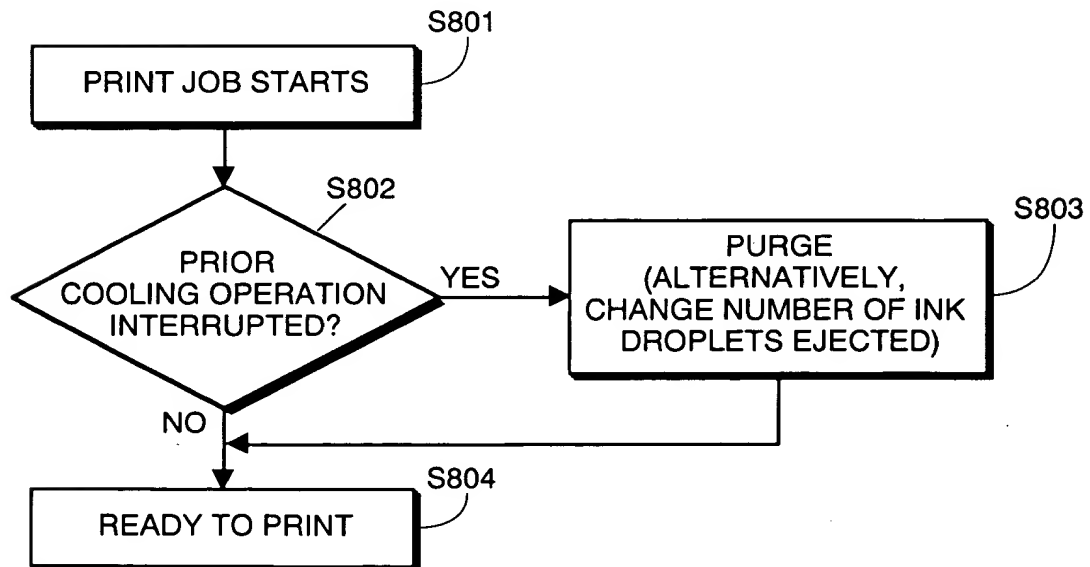 S801
PRINT JOB STARTS
S802
PRIOR
COOLING OPERATION
INTERRUPTED?
YES
S803
PURGE
(ALTERNATIVELY,
CHANGE NUMBER OF INK
DROPLETS EJECTED)
NO
S804
READY TO PRINT